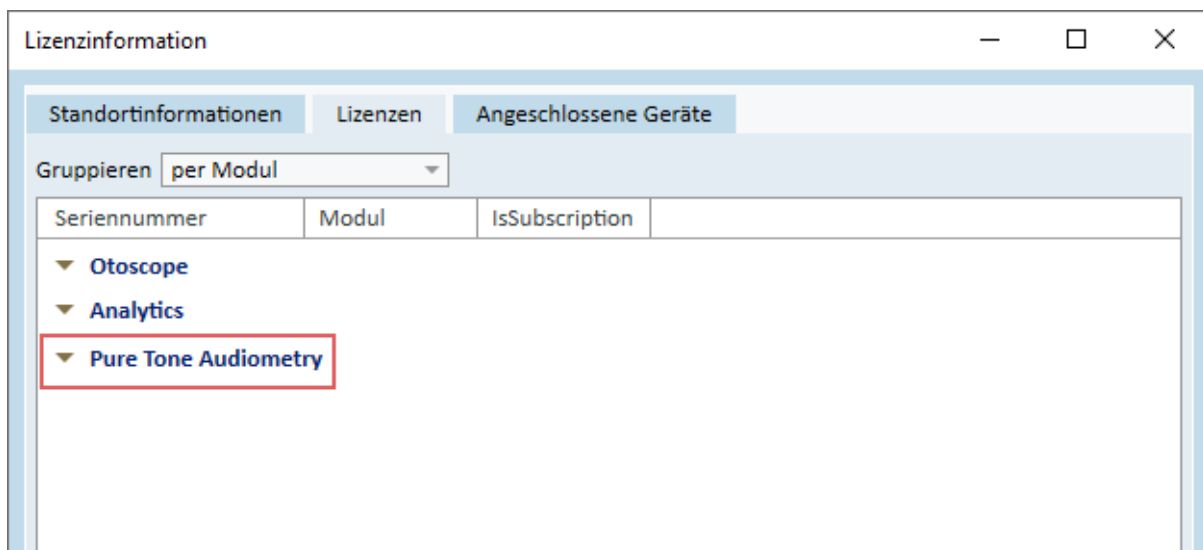 Lizenzinformation
Standortinformationen Lizenzen Angeschlossene Geräte
Gruppieren per Modul
Seriennummer Modul IsSubscription
Otoscope
Analytics
Pure Tone Audiometry